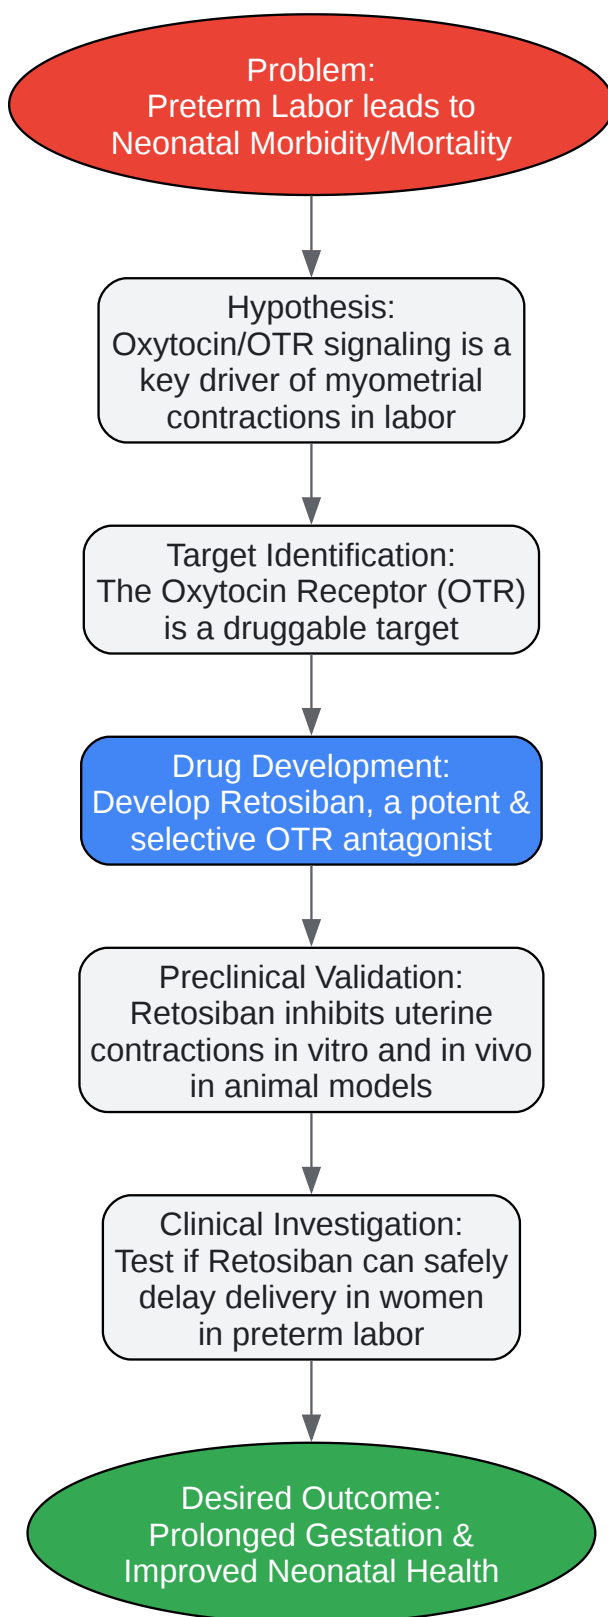 Problem:
Preterm Labor leads to
Neonatal Morbidity/Mortality
Hypothesis:
Oxytocin/OTR signaling is a
key driver of myometrial
contractions in labor
Target Identification:
The Oxytocin Receptor (OTR)
is a druggable target
Drug Development:
Develop Retosiban, a potent &
selective OTR antagonist
Preclinical Validation:
Retosiban inhibits uterine
contractions in vitro and in vivo
in animal models
Clinical Investigation:
Test if Retosiban can safely
delay delivery in women
in preterm labor
Desired Outcome:
Prolonged Gestation &
Improved Neonatal Health